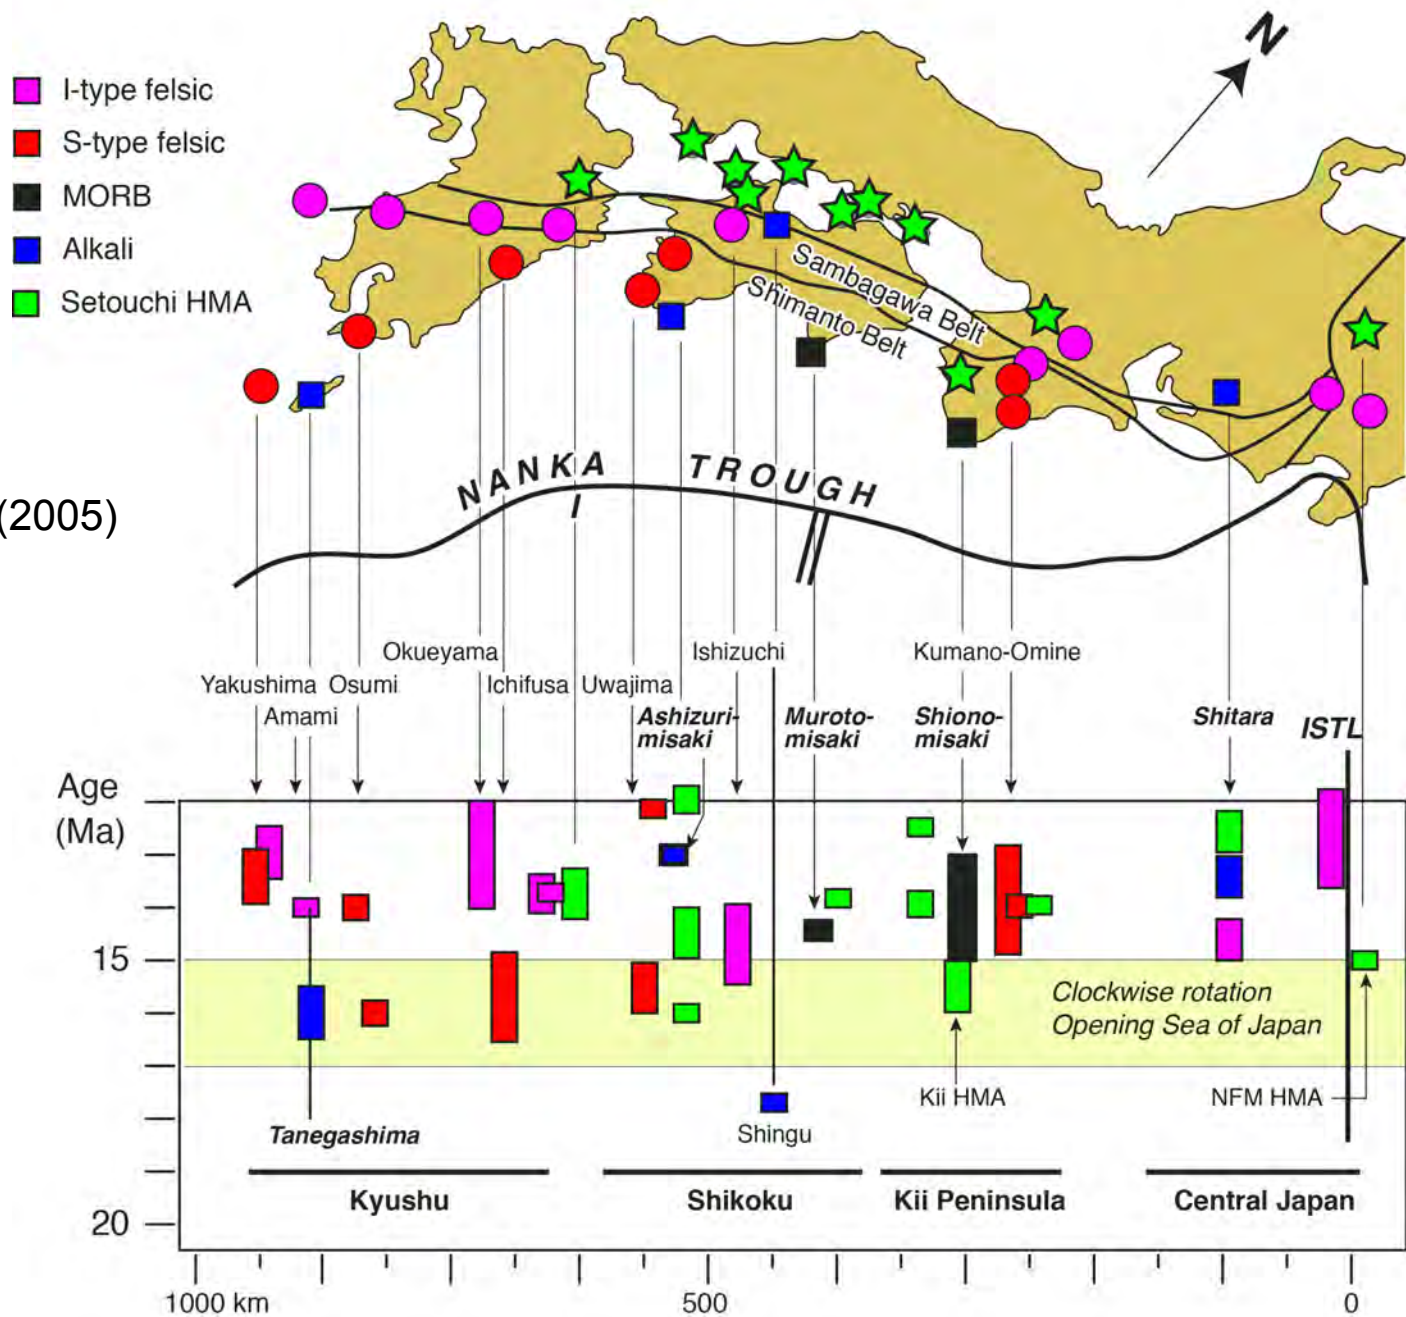 N
I-type felsic
S-type felsic
MORB
Alkali
Setouchi HMA
Sambagawa Belt
Shimanto Belt
NANKA
I
TROUGH
(2005)
Okueyama
Ishizuchi
Kumano-Omine
Yakushima
Osumi
Ichifusa
Uwajima
Amami
Ashizuri-
misaki
Muroto-
misaki
Shiono-
misaki
Shitara
ISTL
Age
(Ma)
15
Clockwise rotation
Opening Sea of Japan
Kii HMA
NFM HMA
Tanegashima
Shingu
Kyushu
Shikoku
Kii Peninsula
Central Japan
20
1000 km
500
0